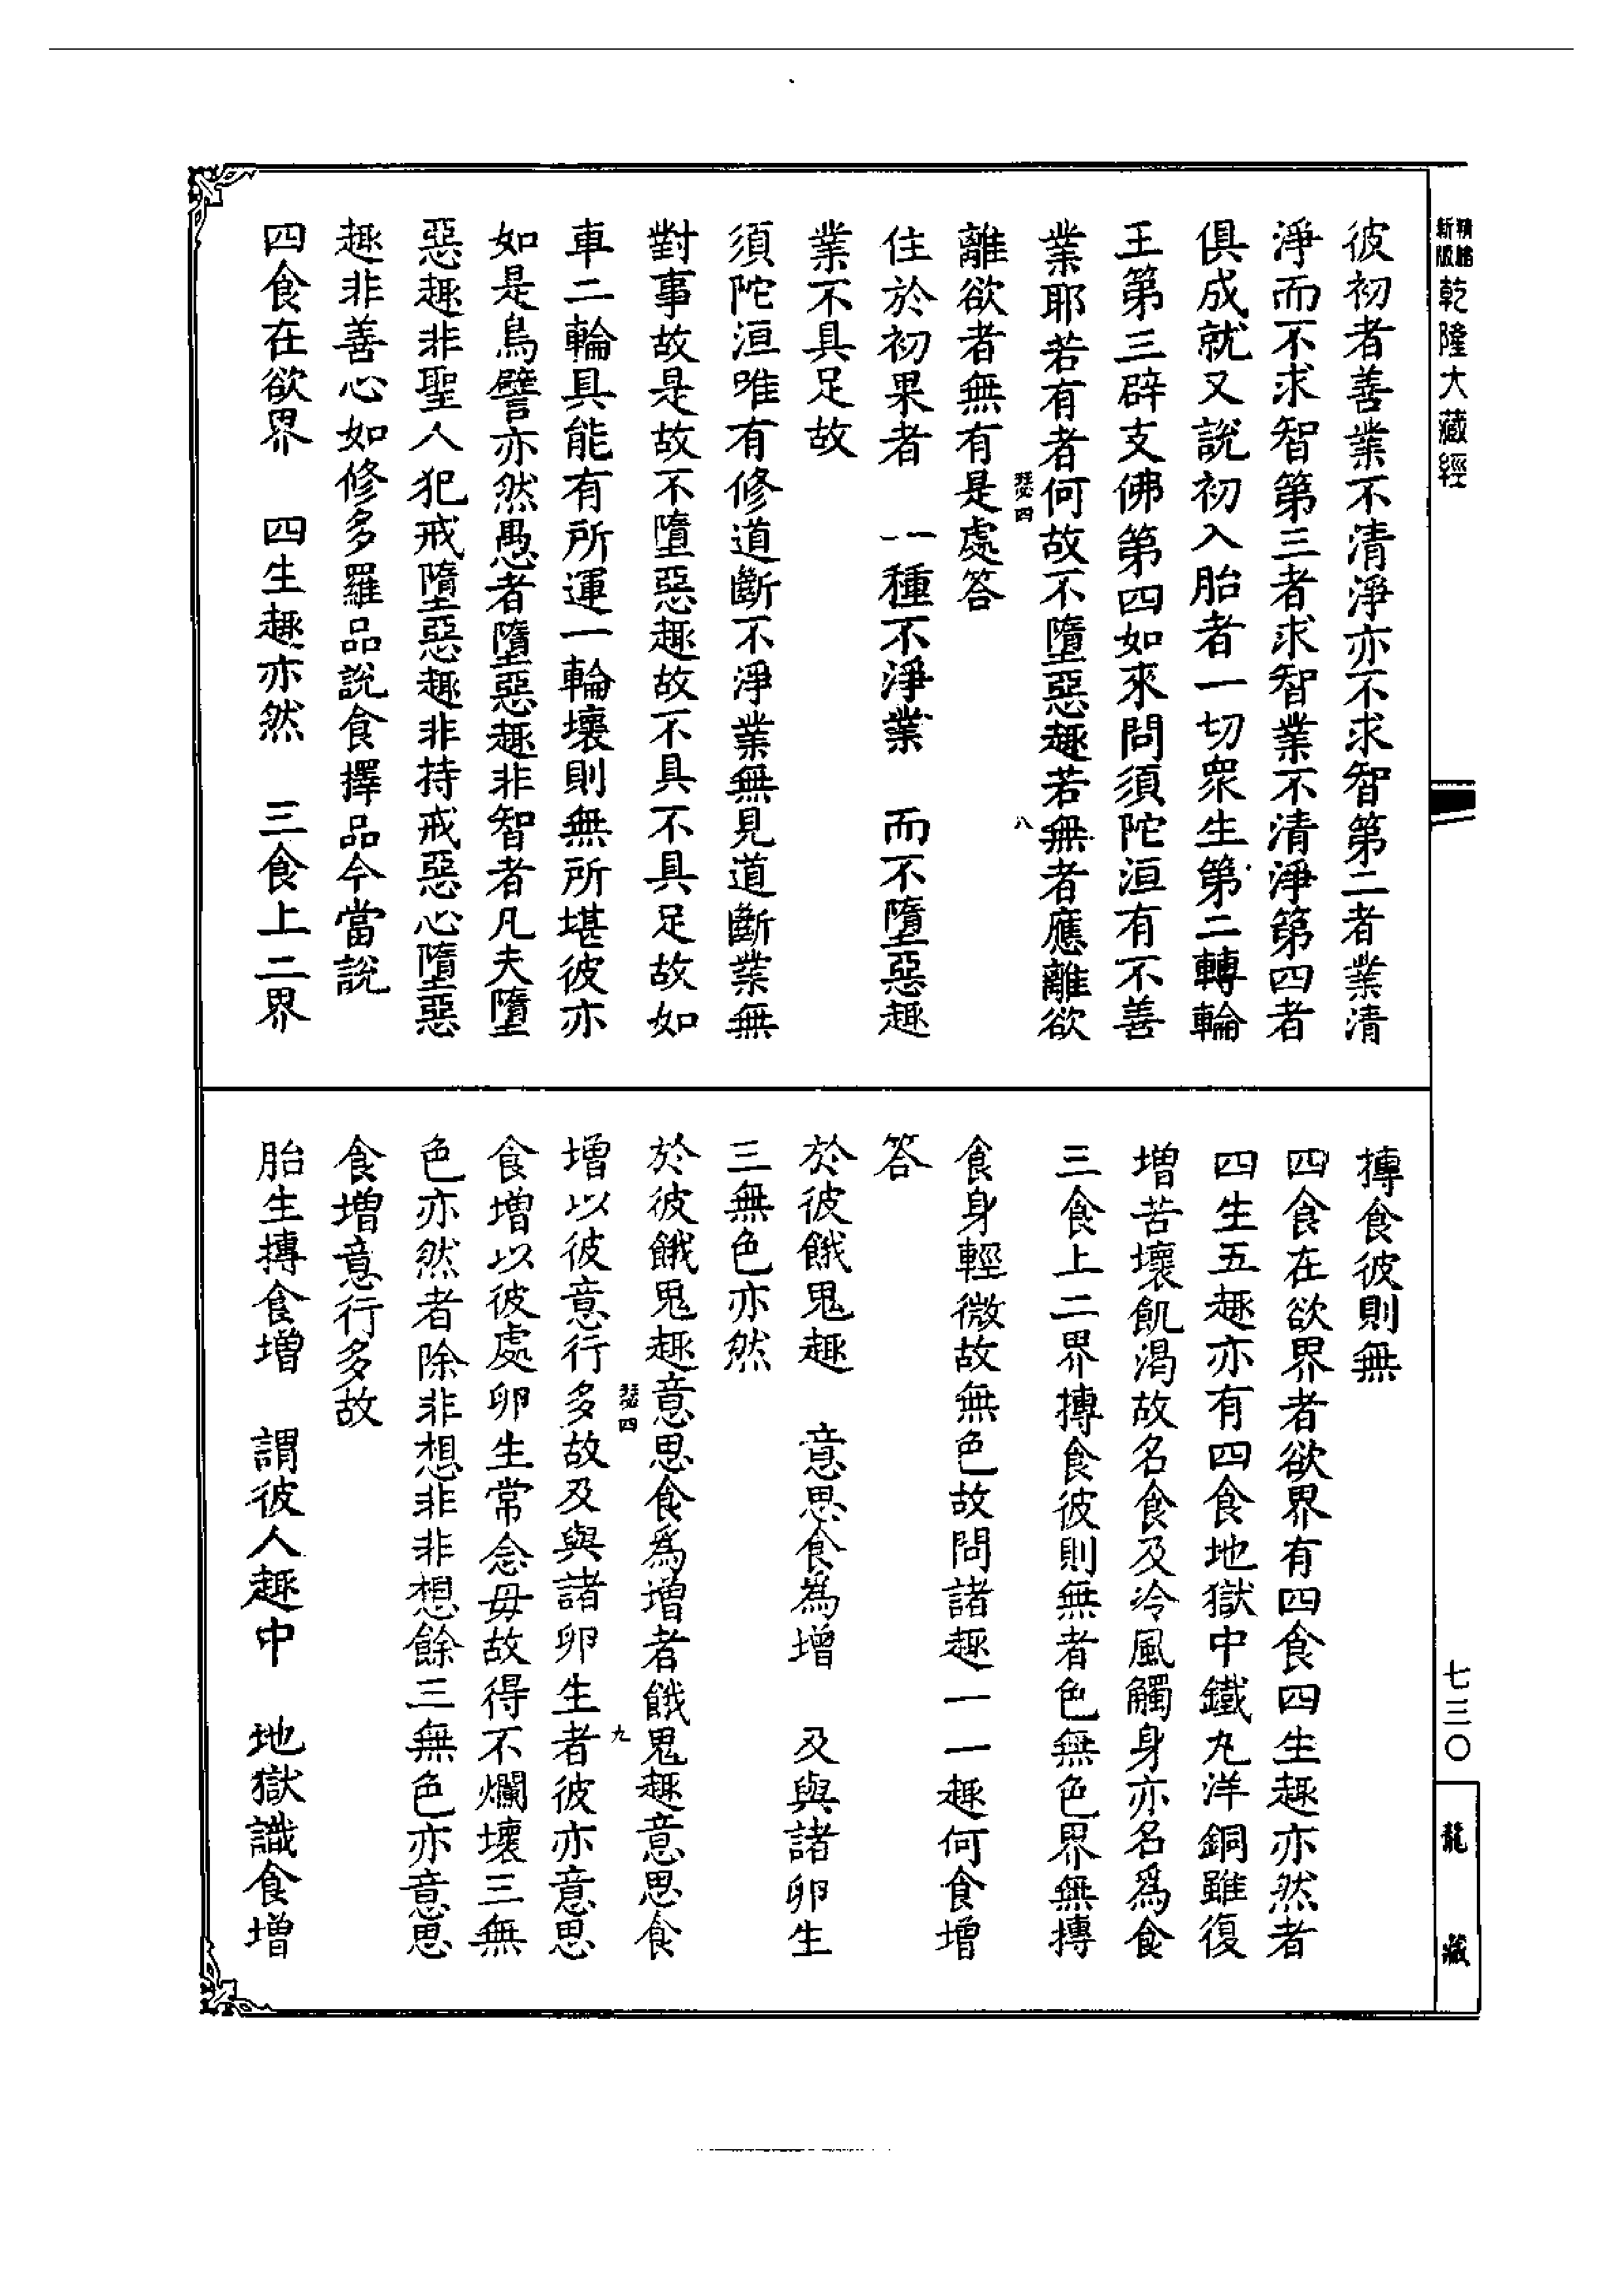 新版
精縮
乾隆大藏經
彼初者善業不清淨亦不求智第二者業清
淨而不求智第三者求智業不清淨第四者
俱成就又說初入胎者一切衆生第二轉輪
王第三辟支佛第四如來問須陀洹有不善
業耶若有者何故不墮惡趣若無者應離欲
琴四 八
離欲者無有是處答
住於初果者 一種不淨業 而不墮惡趣
業不具足故
須陀洹唯有修道斷不淨業無見道斷業無
對事故是故不墮惡趣故不具不具足故如
車二輪具能有所運一輪壞則無所堪彼亦
如是鳥譬亦然愚者墮惡趣非智者凡夫墮
惡趣非聖人犯戒墮惡趣非持戒惡心墮惡
趣非善心如修多羅品說食擇品今當說
四食在欲界 四生趣亦然 三食上二界
摶食彼則無
四食在欲界者欲界有四食四生趣亦然者
四生五趣亦有四食地獄中鐵丸洋銅雖復
增苦壞飢渴故名食及冷風觸身亦名爲食
三食上二界摶食彼則無者色無色界無摶
食身輕微故無色故問諸趣一一趣何食增
答
於彼餓鬼趣 意思食爲增 及與諸卵生
三無色亦然
於彼餓鬼趣意思食爲增者餓鬼趣意思食
四 九
增以彼意行多故及與諸卵生者彼亦意思
食增以彼處卵生常念毋故得不爛壞三無
色亦然者除非想非非想餘三無色亦意思
食增意行多故
胎生摶食增 謂彼人趣中 地獄識食增
七三〇
龍藏